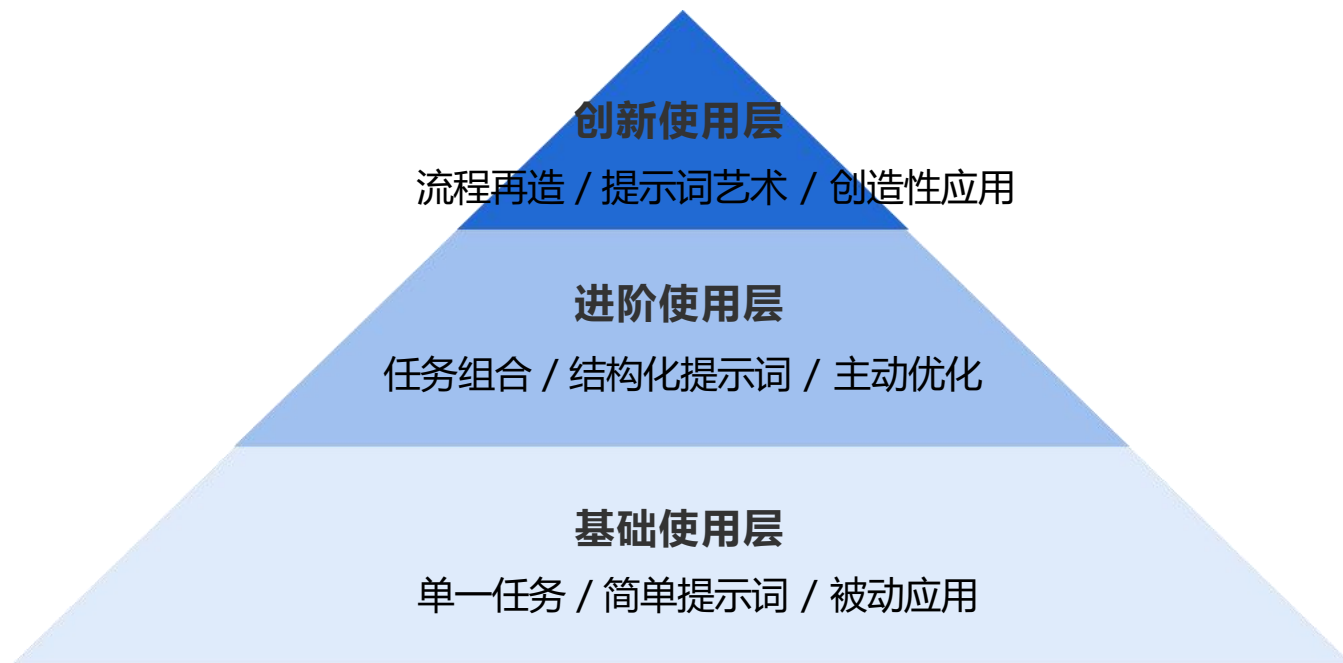 创新使用层
流程再造 / 提示词艺术 / 创造性应用
进阶使用层
任务组合 / 结构化提示词 / 主动优化
基础使用层
单一任务 / 简单提示词 / 被动应用